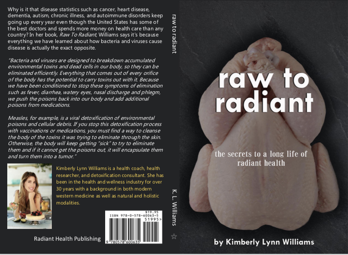 Why is it that disease statistics such as cancer, heart disease,
dementia, autism, chronic illness, and autoimmune disorders keep
going up every year even though the United States has some of
the best doctors and spends more money on health care than any
country? In her book, Raw To Radiant Williams says it's because
everything we have learned about how bacteria and viruses cause
disease is actually the exact opposite.
"Bacteria and viruses are designed to breakdown accumulated
environmental toxins and dead cells in our body, so they can be
eliminated efficiently. Everything that comes out of every orifice
of the body has the potential to carry toxins out with it. Because
we have been conditioned to stop these symptoms of elimination
such as fever, diarrhea, watery eyes, nasal discharge and phlegm,
we push the poisons back into our body and add additional
poisons from medications.
Measles, for example, is a viral detoxification of environmental
poisons and cellular debris. If you stop this detoxification process
with vaccinations or medications, you must find a way to cleanse
the body of the toxins it was trying to eliminate through the skin.
Otherwise, the body will keep getting "sick" to try to eliminate
them and if it cannot get the poisons out, it will encapsulate them
and turn them into a tumor."
Kimberly Lynn Williams is a health coach, health
researcher, and detoxification consultant. She has
been in the health and wellness industry for over
30 years with a background in both modern
western medicine as well as natural and holistic
modalities.
Radiant Health Publishing
raw to radiant
K. L. Williams
raw to
radiant
the secrets to a long life of
radiant health
by Kimberly Lynn Williams